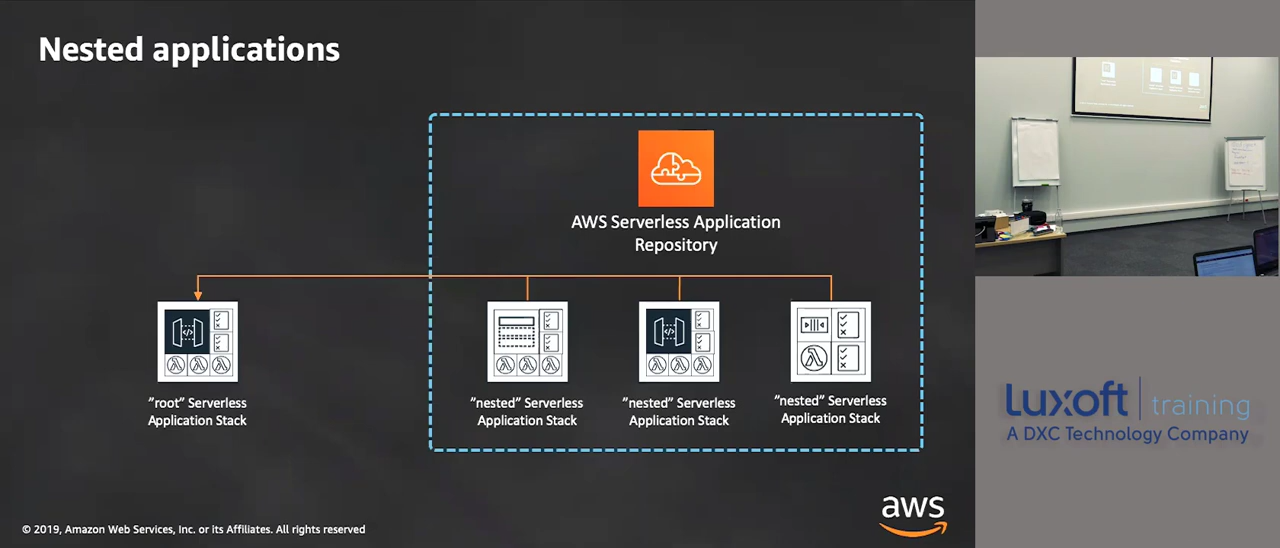 Nested applications
AWS Serverless Application
Repository
”root” Serverless
Application Stack
”nested” Serverless
Application Stack
”nested” Serverless
Application Stack
”nested” Serverless
Application Stack
© 2019, Amazon Web Services, Inc. or its Affiliates. All rights reserved
aws
Luxoft training
A DXC Technology Company